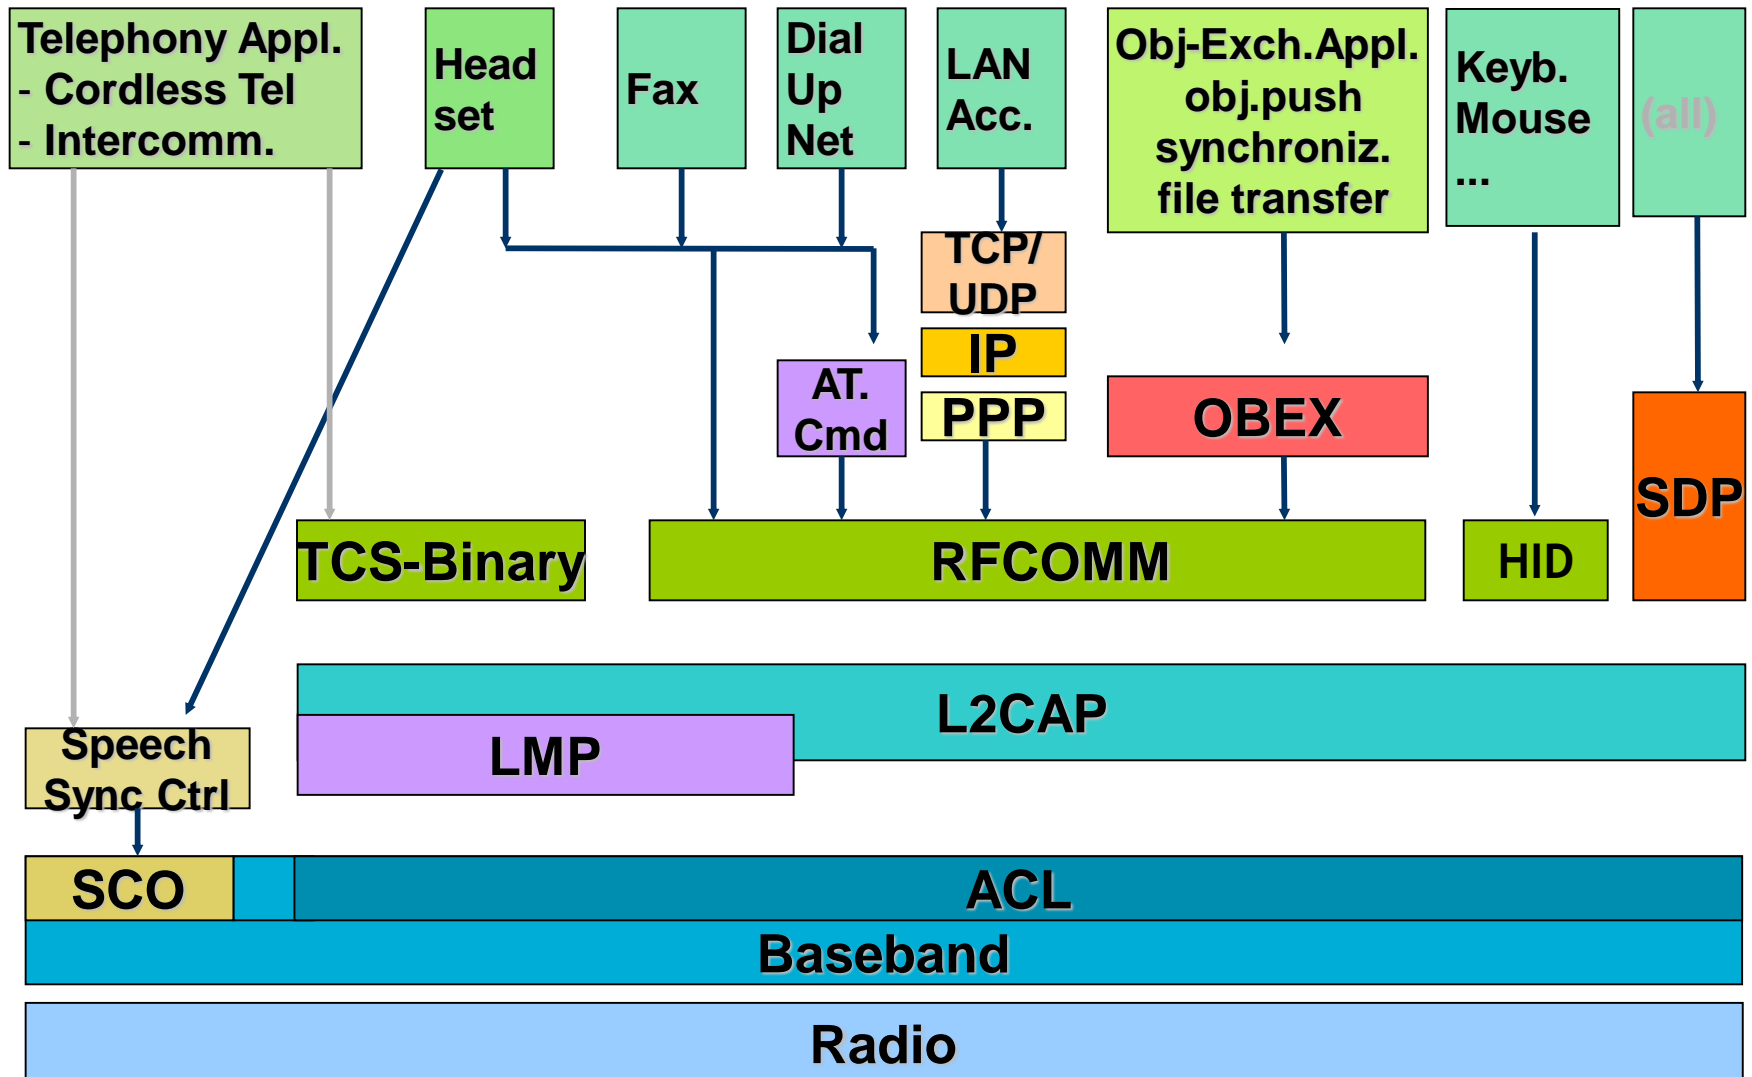 Telephony Appl.
- Cordless Tel
- Intercomm.
Head
set
Fax
Dial
Up
Net
LAN
Acc.
Obj-Exch.Appl.
obj.push
synchroniz.
file transfer
Keyb.
Mouse
...
(all)
TCP/
UDP
IP
PPP
AT.
Cmd
OBEX
SDP
TCS-Binary
RFCOMM
HID
L2CAP
LMP
Speech
Sync Ctrl
SCO
ACL
Baseband
Radio